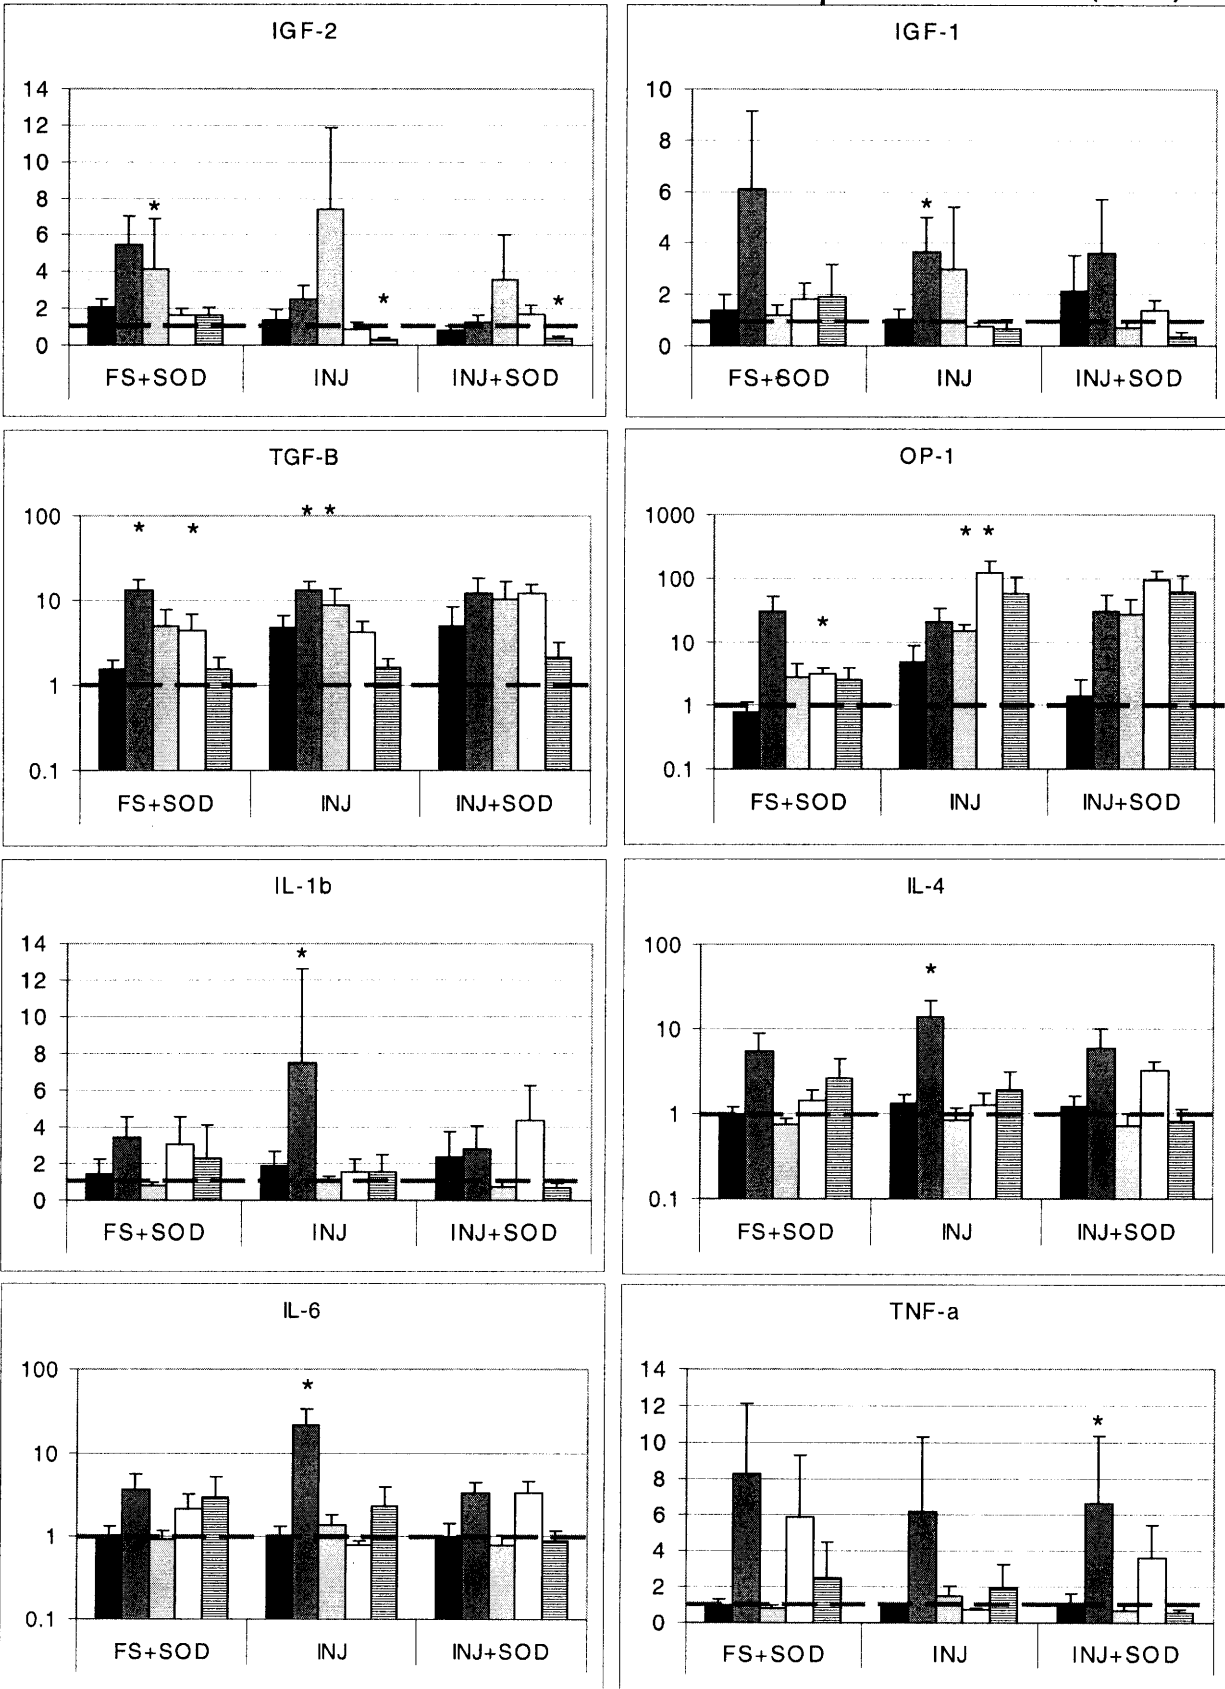 IGF-2
14
12
10
8
6
4
2
0
*
*
*
FS+SOD
INJ
INJ+SOD
IGF-1
10
8
6
4
2
0
*
FS+SOD
INJ
INJ+SOD
TGF-B
100
10
1
0.1
* *
* *
FS+SOD
INJ
INJ+SOD
OP-1
1000
100
10
1
0.1
*
* *
FS+SOD
INJ
INJ+SOD
IL-1b
14
12
10
8
6
4
2
0
*
FS+SOD
INJ
INJ+SOD
IL-4
100
10
1
0.1
*
FS+SOD
INJ
INJ+SOD
IL-6
100
10
1
0.1
*
FS+SOD
INJ
INJ+SOD
TNF-a
14
12
10
8
6
4
2
0
*
FS+SOD
INJ
INJ+SOD